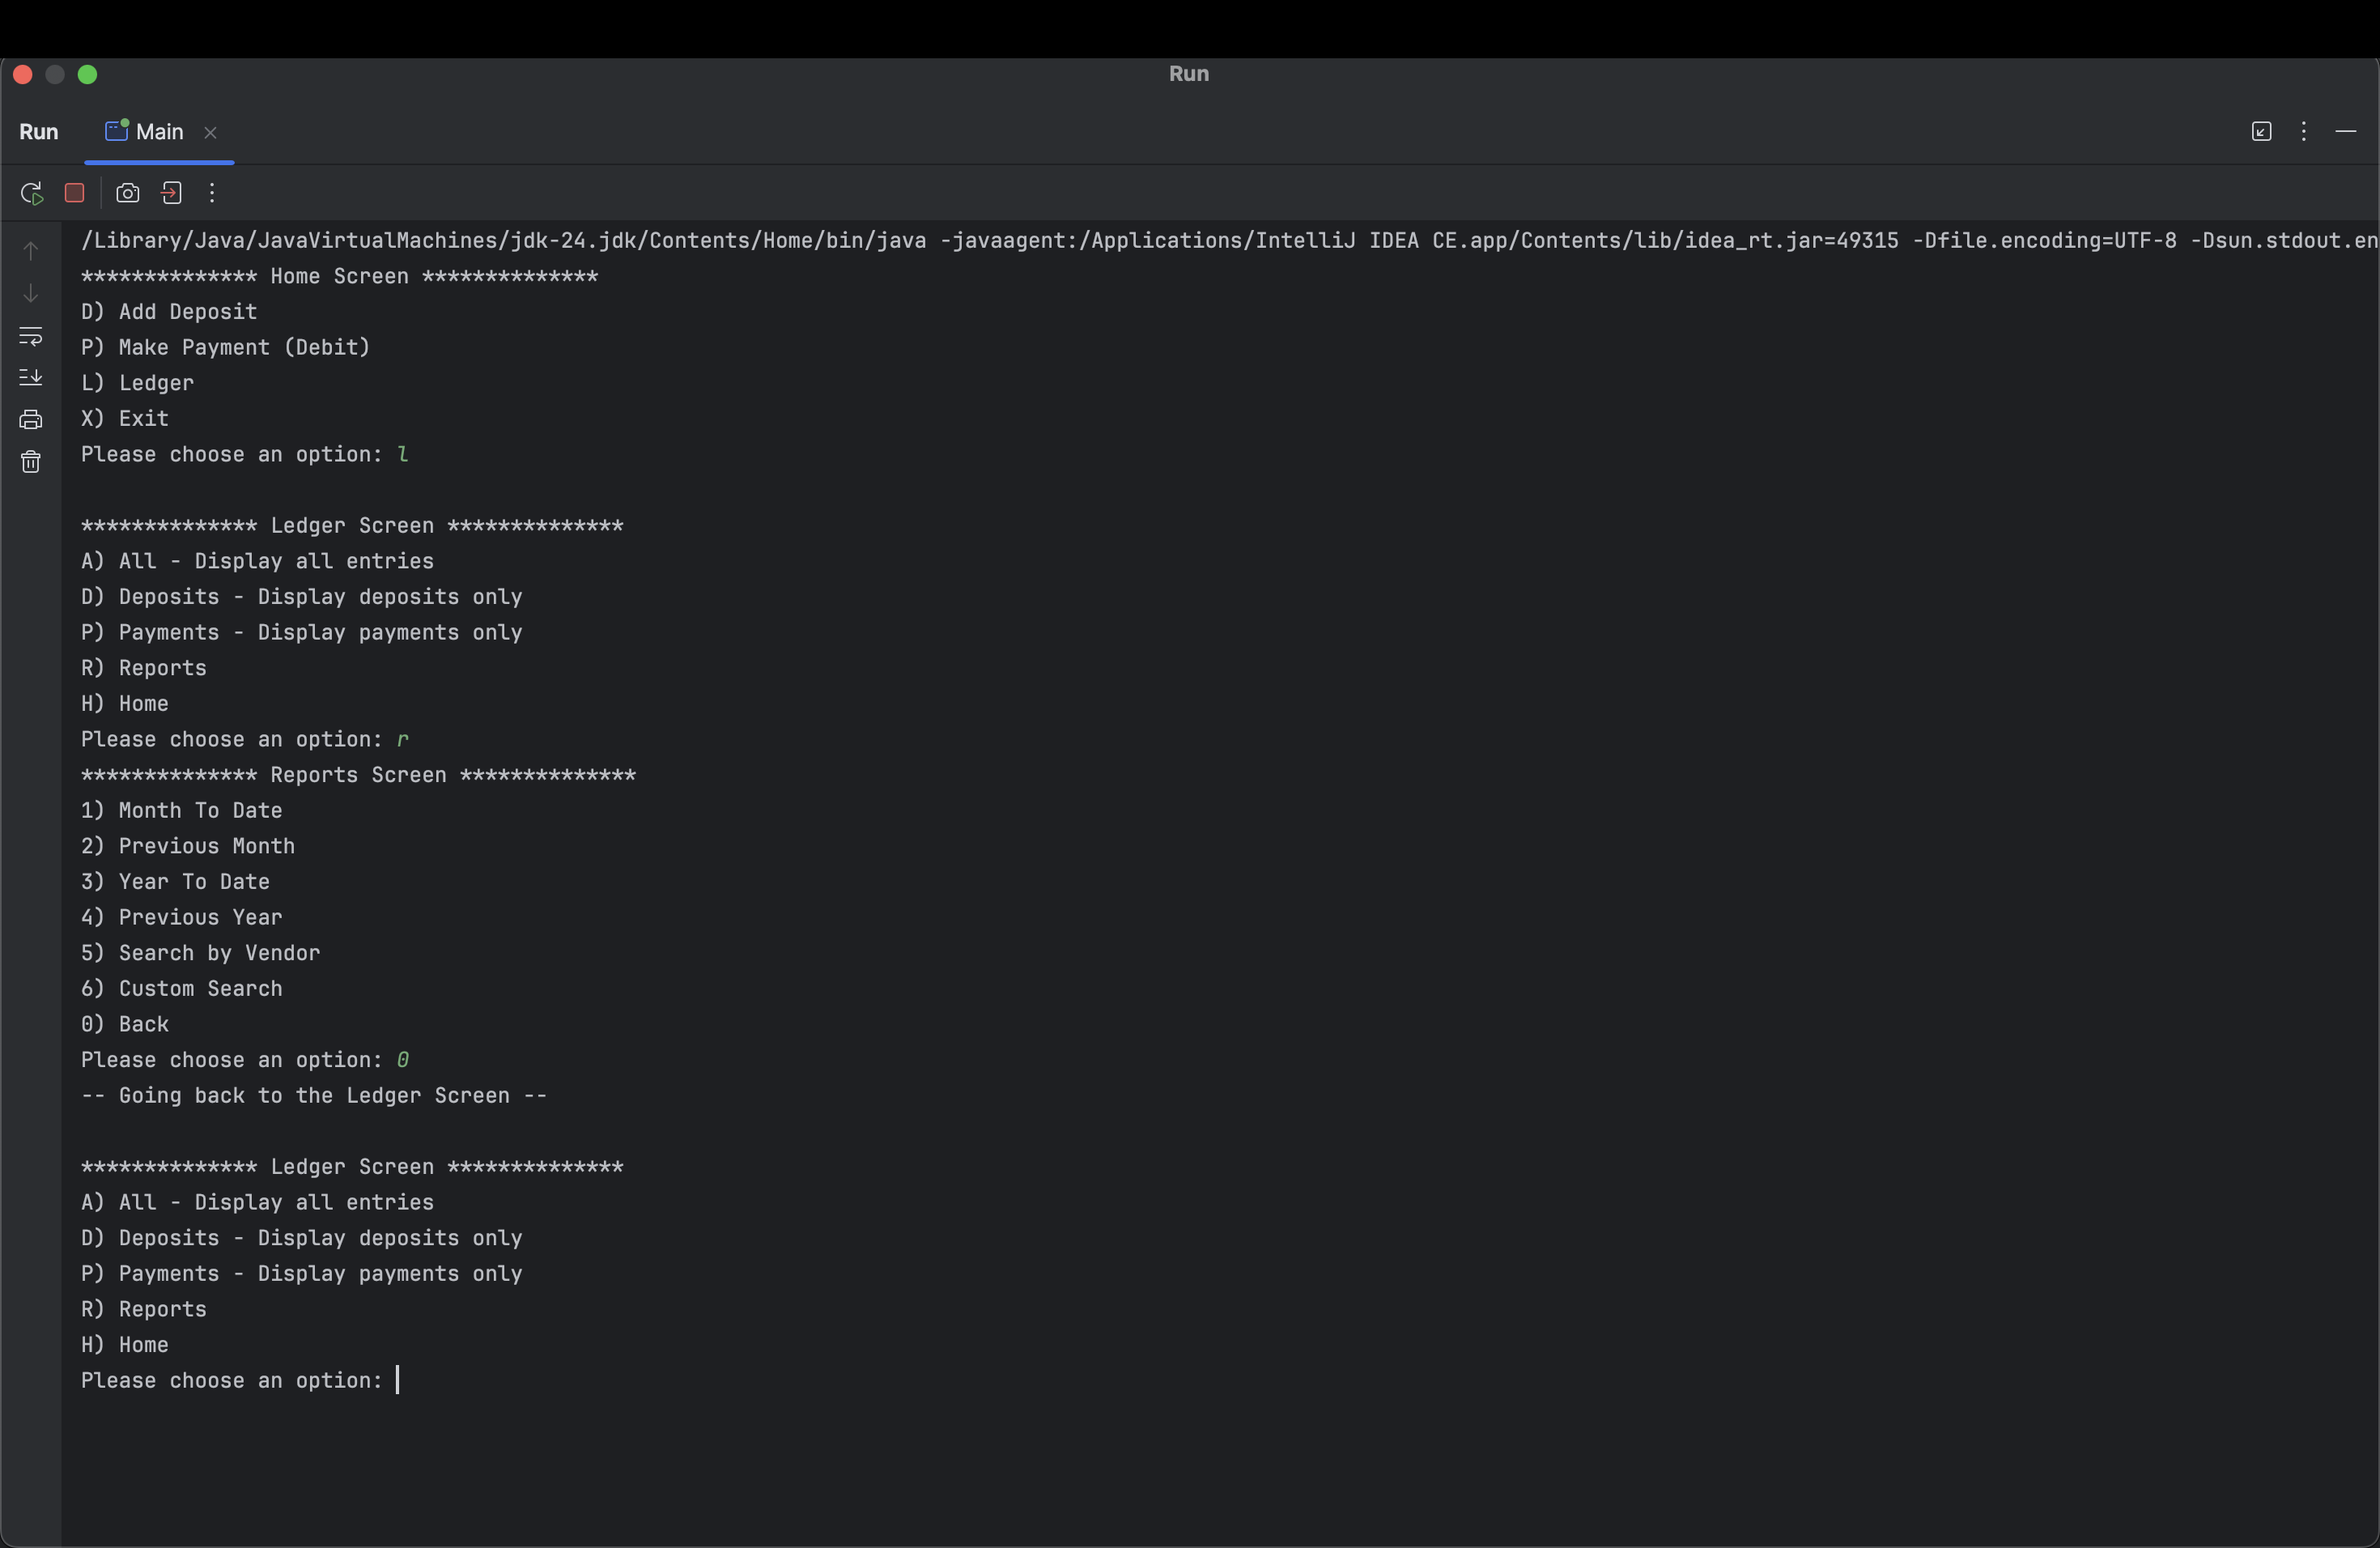 Run
Run Main
/Library/Java/JavaVirtualMachines/jdk-24.jdk/Contents/Home/bin/java -javaagent:/Applications/IntelliJ IDEA CE.app/Contents/lib/idea_rt.jar=49315 -Dfile.encoding=UTF-8 -Dsun.stdout.en
************** Home Screen **************
D) Add Deposit
P) Make Payment (Debit)
L) Ledger
X) Exit
Please choose an option: l
************** Ledger Screen **************
A) All - Display all entries
D) Deposits - Display deposits only
P) Payments - Display payments only
R) Reports
H) Home
Please choose an option: r
************** Reports Screen **************
1) Month To Date
2) Previous Month
3) Year To Date
4) Previous Year
5) Search by Vendor
6) Custom Search
0) Back
Please choose an option: 0
-- Going back to the Ledger Screen --
************** Ledger Screen **************
A) All - Display all entries
D) Deposits - Display deposits only
P) Payments - Display payments only
R) Reports
H) Home
Please choose an option: